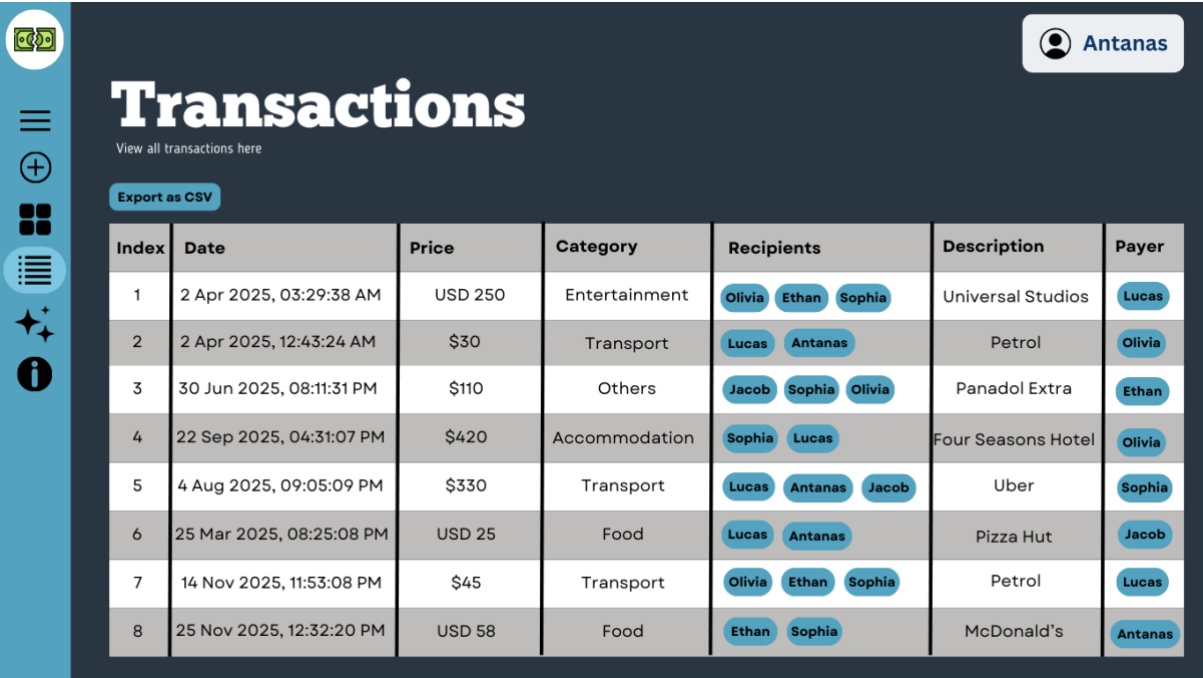 Antanas
Transactions
View all transactions here
Export as CSV
Index Date Price Category Recipients Description Payer
1 2 Apr 2025, 03:29:38 AM USD 250 Entertainment Olivia Ethan Sophia Universal Studios Lucas
2 2 Apr 2025, 12:43:24 AM $30 Transport Lucas Antanas Petrol Olivia
3 30 Jun 2025, 08:11:31 PM $110 Others Jacob Sophia Olivia Panadol Extra Ethan
4 22 Sep 2025, 04:31:07 PM $420 Accommodation Sophia Lucas Four Seasons Hotel Olivia
5 4 Aug 2025, 09:05:09 PM $330 Transport Lucas Antanas Jacob Uber Sophia
6 25 Mar 2025, 08:25:08 PM USD 25 Food Lucas Antanas Pizza Hut Jacob
7 14 Nov 2025, 11:53:08 PM $45 Transport Olivia Ethan Sophia Petrol Lucas
8 25 Nov 2025, 12:32:20 PM USD 58 Food Ethan Sophia McDonald's Antanas